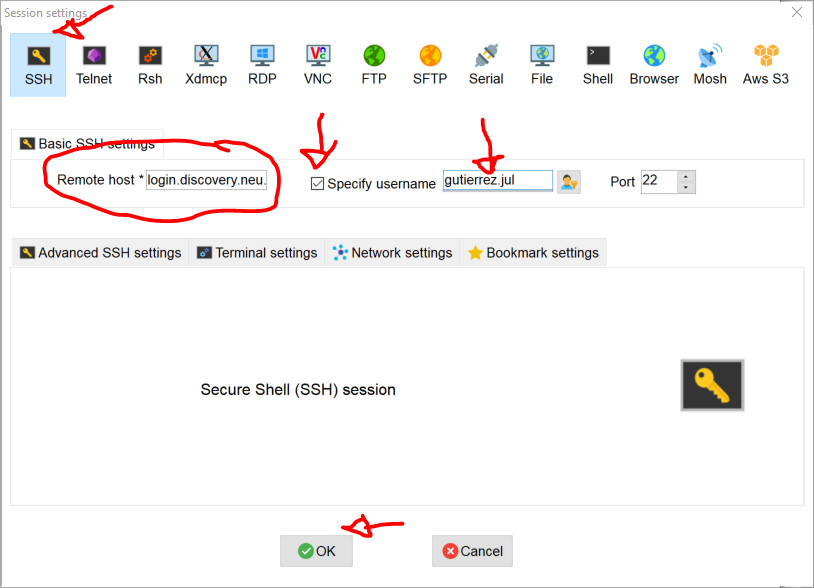 Session settings
SSH Telnet Rsh Xdmcp RDP VNC FTP SFTP Serial File Shell Browser Mosh Aws S3
Basic SSH settings
Remote host * login.discovery.neu. Specify username gutierrez.jul Port 22
Advanced SSH settings Terminal settings Network settings Bookmark settings
Secure Shell (SSH) session
OK Cancel